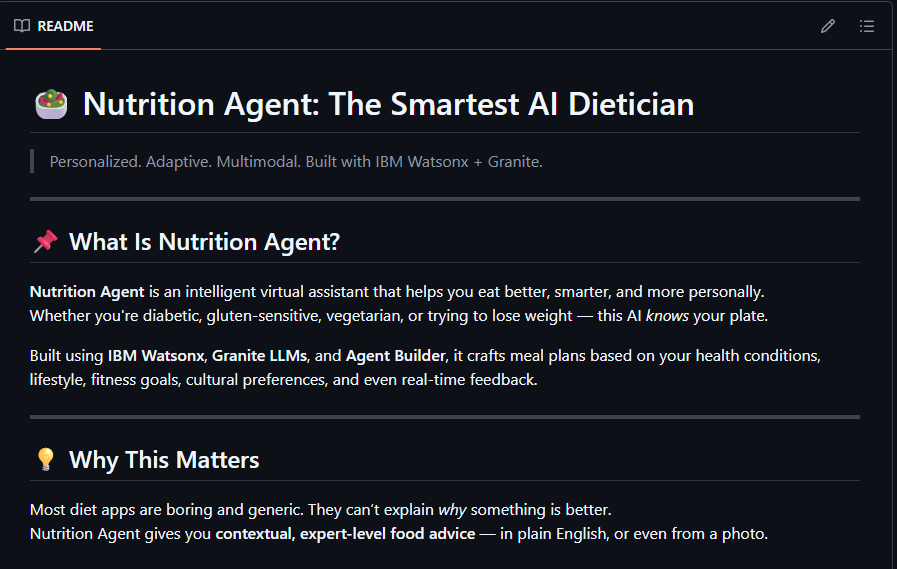 README
Nutrition Agent: The Smartest AI Dietician
Personalized. Adaptive. Multimodal. Built with IBM Watsonx + Granite.
What Is Nutrition Agent?
Nutrition Agent is an intelligent virtual assistant that helps you eat better, smarter, and more personally.
Whether you're diabetic, gluten-sensitive, vegetarian, or trying to lose weight — this AI knows your plate.
Built using IBM Watsonx, Granite LLMs, and Agent Builder, it crafts meal plans based on your health conditions,
lifestyle, fitness goals, cultural preferences, and even real-time feedback.
Why This Matters
Most diet apps are boring and generic. They can’t explain why something is better.
Nutrition Agent gives you contextual, expert-level food advice — in plain English, or even from a photo.